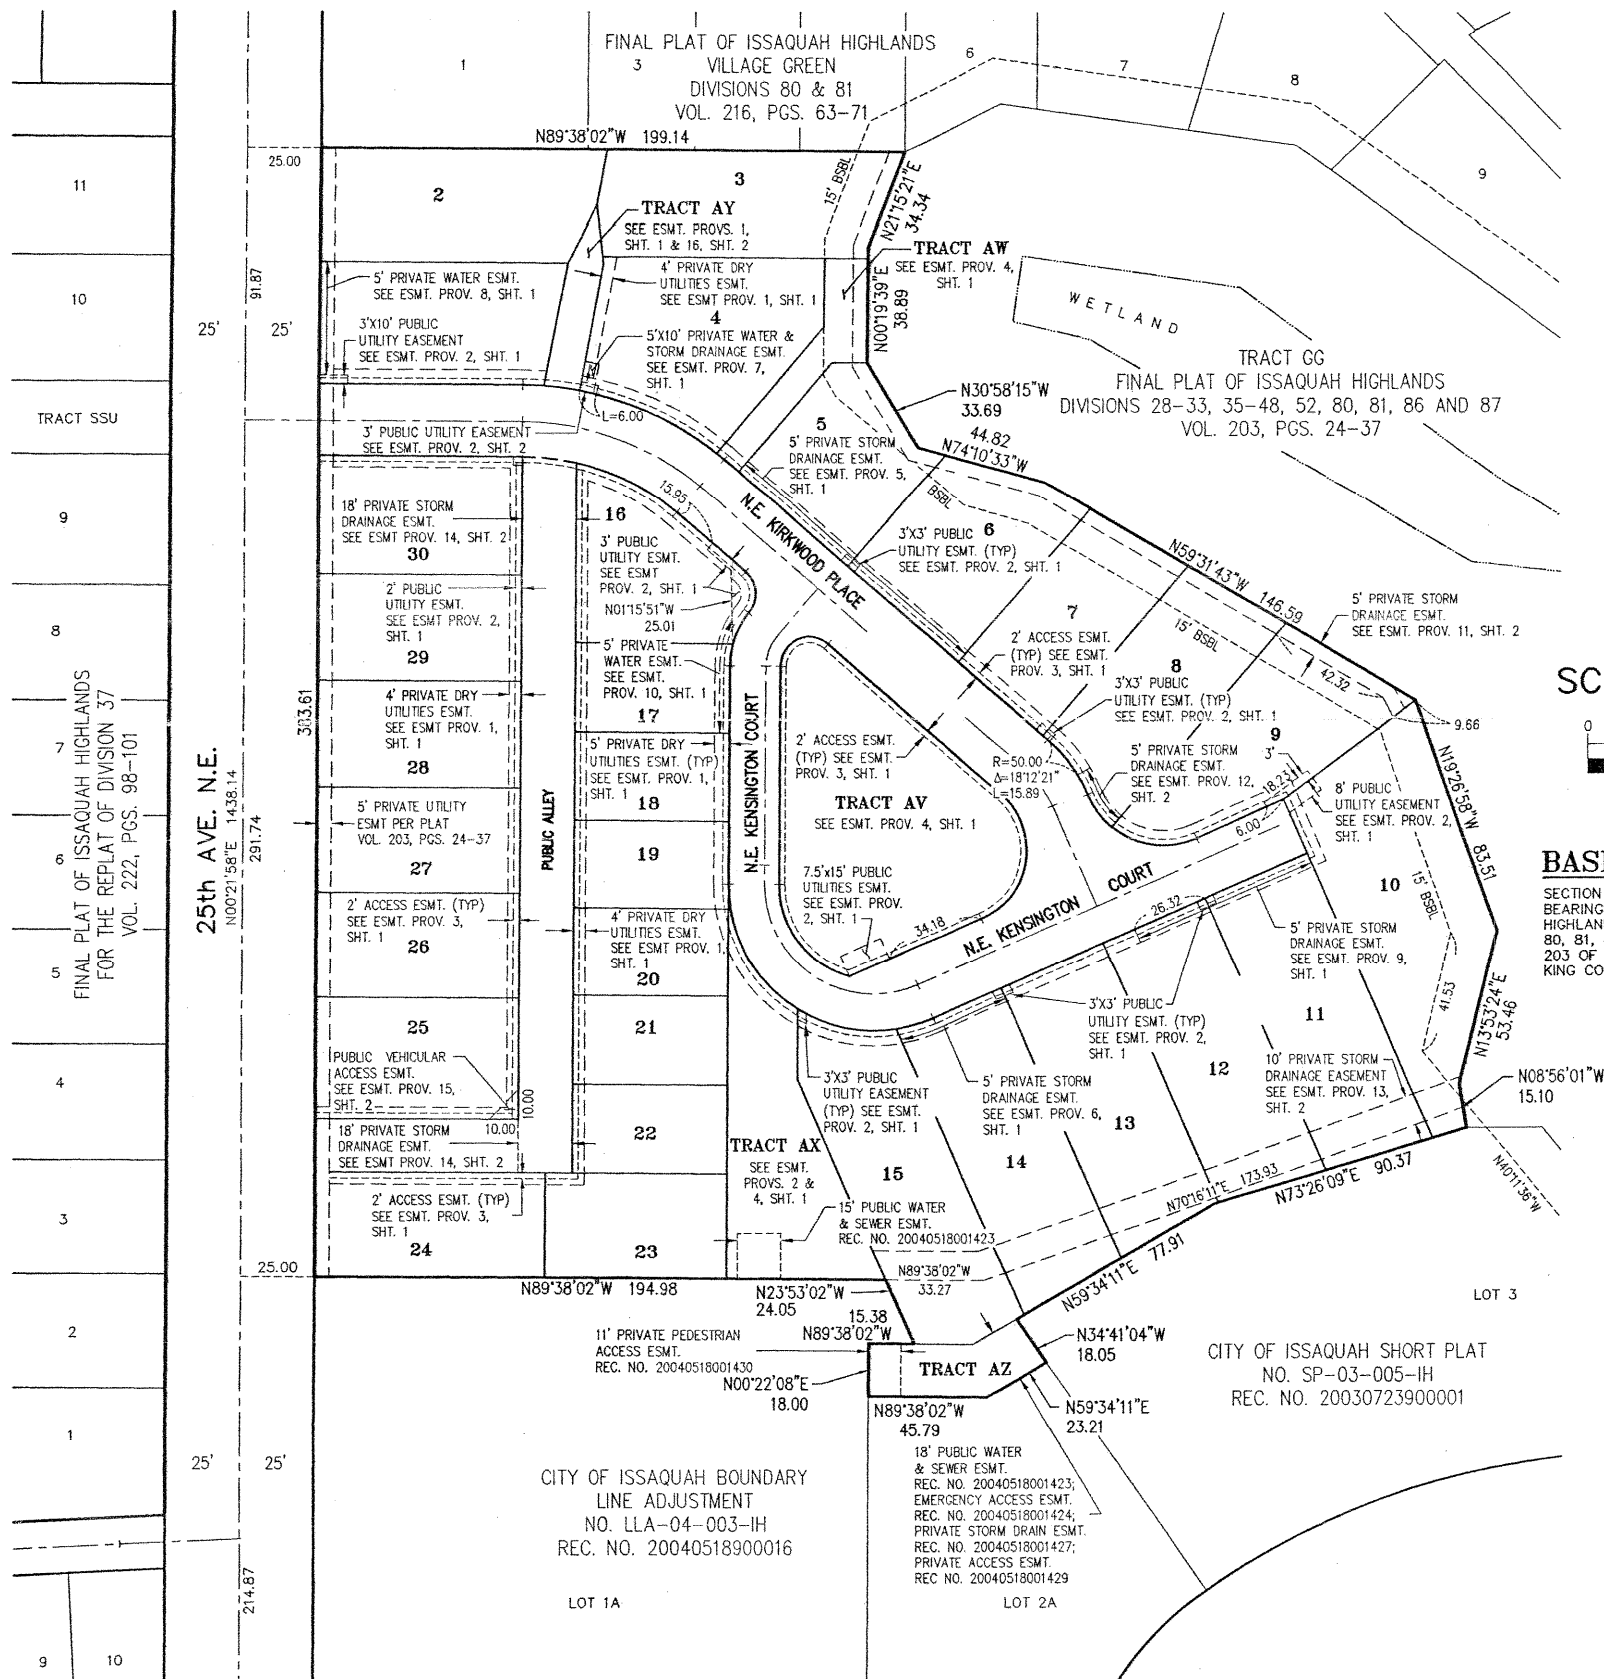 FINAL PLAT OF ISSAQUAH HIGHLANDS
VILLAGE GREEN
DIVISIONS 80 & 81
VOL. 216, PGS. 63-71
1
3
6
7
8
9
N89°38'02"W 199.14
25.00
11
10
TRACT SSU
9
8
7
6
5
4
3
2
1
9
10
FINAL PLAT OF ISSAQUAH HIGHLANDS
FOR THE REPLAT OF DIVISION 37
VOL. 222, PGS. 98-101
25th AVE. N.E.
N00°21'58"E 1438.14
291.74
91.87
25'
25'
25.00
25'
25'
214.87
2
3
TRACT AY
SEE ESMT. PROVS. 1,
SHT. 1 & 16, SHT. 2
15' BSBL
N21°15'21"E
34.34
TRACT AW
SEE ESMT. PROV. 4,
SHT. 1
N00°19'39"E
38.89
5' PRIVATE WATER ESMT.
SEE ESMT. PROV. 8, SHT. 1
4' PRIVATE DRY
UTILITIES ESMT.
SEE ESMT PROV. 1, SHT. 1
4
3'X10' PUBLIC
UTILITY EASEMENT
SEE ESMT. PROV. 2, SHT. 1
5'X10' PRIVATE WATER &
STORM DRAINAGE ESMT.
SEE ESMT. PROV. 7,
SHT. 1
L=6.00
3' PUBLIC UTILITY EASEMENT
SEE ESMT. PROV. 2, SHT. 2
WETLAND
TRACT GG
FINAL PLAT OF ISSAQUAH HIGHLANDS
DIVISIONS 28-33, 35-48, 52, 80, 81, 86 AND 87
VOL. 203, PGS. 24-37
N30°58'15"W
33.69
44.82
N74°10'33"W
5
5' PRIVATE STORM
DRAINAGE ESMT.
SEE ESMT. PROV. 5,
SHT. 1
BSBL
15.95
N.E. KIRKWOOD PLACE
3'X3' PUBLIC 6
UTILITY ESMT. (TYP)
SEE ESMT. PROV. 2, SHT. 1
N59°31'43"W 146.59
15' BSBL
5' PRIVATE STORM
DRAINAGE ESMT.
SEE ESMT. PROV. 11, SHT. 2
42.32
9.66
18' PRIVATE STORM
DRAINAGE ESMT.
SEE ESMT PROV. 14, SHT. 2
30
16
3' PUBLIC
UTILITY ESMT.
SEE ESMT
PROV. 2, SHT. 1
N01°15'51"W
25.01
2' PUBLIC
UTILITY ESMT.
SEE ESMT PROV. 2,
SHT. 1
29
7
2' ACCESS ESMT.
(TYP) SEE ESMT.
PROV. 3, SHT. 1
8
3'X3' PUBLIC
UTILITY ESMT. (TYP)
SEE ESMT. PROV. 2, SHT. 1
5' PRIVATE
WATER ESMT.
SEE ESMT.
PROV. 10, SHT. 1
17
4' PRIVATE DRY
UTILITIES ESMT.
SEE ESMT PROV. 1,
SHT. 1
28
SC
0
5' PRIVATE DRY
UTILITIES ESMT. (TYP)
SEE ESMT. PROV. 1,
SHT. 1
18
N.E. KENSINGTON COURT
2' ACCESS ESMT.
(TYP) SEE ESMT.
PROV. 3, SHT. 1
TRACT AV
SEE ESMT. PROV. 4, SHT. 1
R=50.00
Δ=18°12'21"
L=15.89
5' PRIVATE STORM
DRAINAGE ESMT.
SEE ESMT. PROV. 12,
SHT. 2
9
3'
18.23
6.00
8' PUBLIC
UTILITY EASEMENT
SEE ESMT. PROV. 2,
SHT. 1
N19°26'58"W 83.51
5' PRIVATE UTILITY
ESMT PER PLAT
VOL. 203, PGS. 24-37
27
PUBLIC ALLEY
19
7.5'x15' PUBLIC
UTILITIES ESMT.
SEE ESMT. PROV.
2, SHT. 1
34.18
N.E. KENSINGTON COURT
26.32
10
15' BSBL
BASI
SECTION
BEARING
HIGHLAN
80, 81,
203 OF
KING CO
2' ACCESS ESMT. (TYP)
SEE ESMT. PROV. 3,
SHT. 1
26
4' PRIVATE DRY
UTILITIES ESMT.
SEE ESMT PROV. 1,
SHT. 1
20
5' PRIVATE STORM
DRAINAGE ESMT.
SEE ESMT. PROV. 9,
SHT. 1
41.53
N13°53'24"E
53.46
25
21
3'X3' PUBLIC
UTILITY ESMT. (TYP)
SEE ESMT. PROV. 2,
SHT. 1
11
PUBLIC VEHICULAR
ACCESS ESMT.
SEE ESMT. PROV. 15,
SHT. 2
10.00
10.00
3'X3' PUBLIC
UTILITY EASEMENT
(TYP) SEE ESMT.
PROV. 2, SHT. 1
5' PRIVATE STORM
DRAINAGE ESMT.
SEE ESMT. PROV. 6,
SHT. 1
12
10' PRIVATE STORM
DRAINAGE EASEMENT
SEE ESMT. PROV. 13,
SHT. 2
N08°56'01"W
15.10
18' PRIVATE STORM
DRAINAGE ESMT.
SEE ESMT PROV. 14, SHT. 2
22
TRACT AX
SEE ESMT.
PROVS. 2 &
4, SHT. 1
13
14
15
2' ACCESS ESMT. (TYP)
SEE ESMT. PROV. 3,
SHT. 1
24
23
15' PUBLIC WATER
& SEWER ESMT.
REC. NO. 20040518001423
N70°16'11"E 173.93
N73°26'09"E 90.37
N40°11'36"W
N89°38'02"W 194.98
N89°38'02"W
33.27
N59°34'11"E 77.91
N23°53'02"W
24.05
15.38
N89°38'02"W
LOT 3
11' PRIVATE PEDESTRIAN
ACCESS ESMT.
REC. NO. 20040518001430
N00°22'08"E
18.00
TRACT AZ
N34°41'04"W
18.05
N59°34'11"E
23.21
N89°38'02"W
45.79
CITY OF ISSAQUAH SHORT PLAT
NO. SP-03-005-IH
REC. NO. 20030723900001
18' PUBLIC WATER
& SEWER ESMT.
REC. NO. 20040518001423;
EMERGENCY ACCESS ESMT.
REC. NO. 20040518001424;
PRIVATE STORM DRAIN ESMT.
REC. NO. 20040518001427;
PRIVATE ACCESS ESMT.
REC NO. 20040518001429
CITY OF ISSAQUAH BOUNDARY
LINE ADJUSTMENT
NO. LLA-04-003-IH
REC. NO. 20040518900016
LOT 1A
LOT 2A